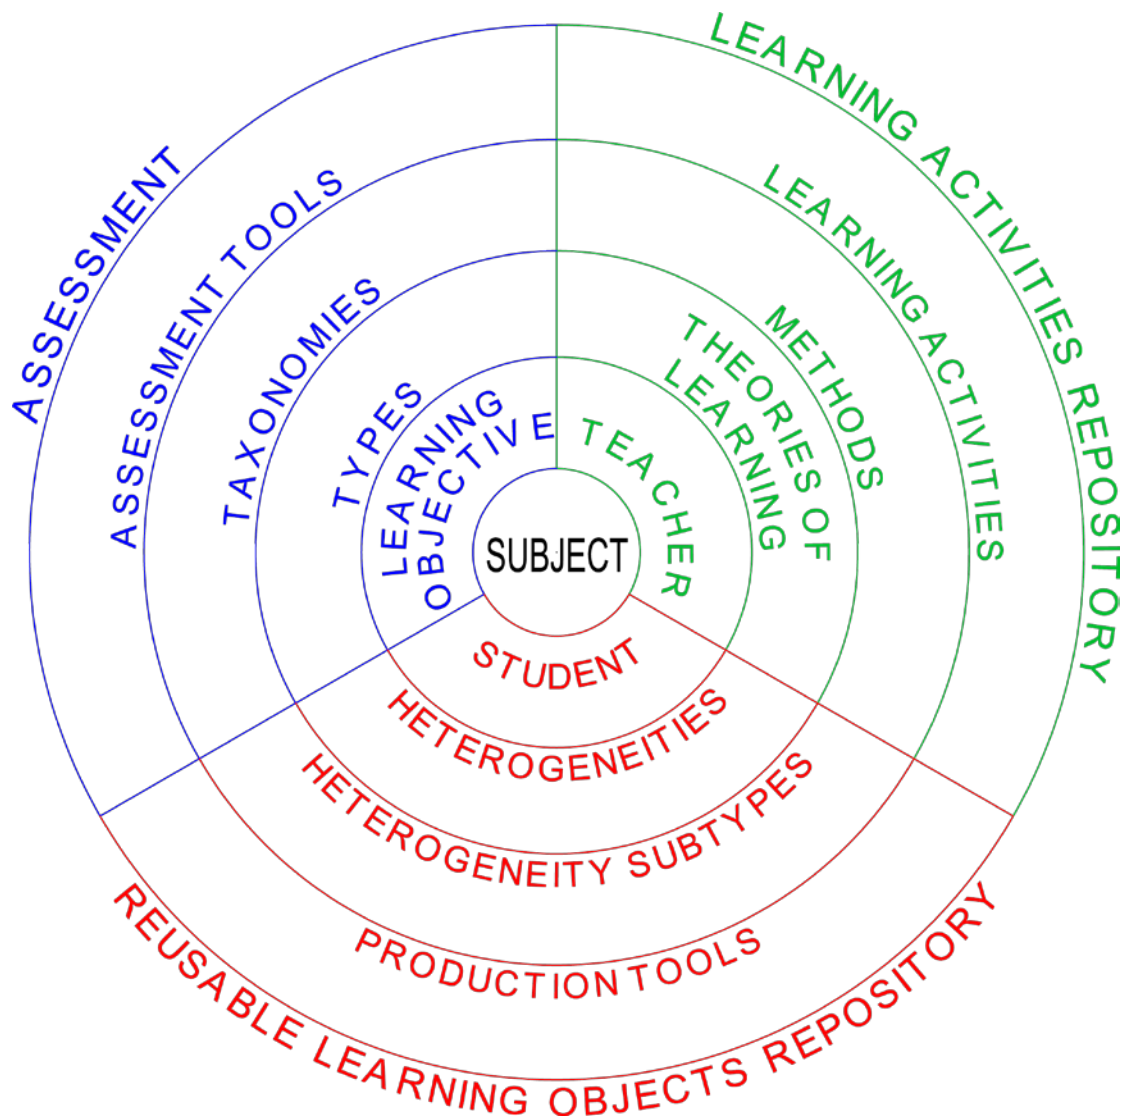 SUBJECT
LEARNING
OBJECTIVE
TYPES
TAXONOMIES
ASSESSMENT TOOLS
ASSESSMENT
TEACHER
THEORIES OF
LEARNING
METHODS
LEARNING ACTIVITIES
LEARNING ACTIVITIES REPOSITORY
STUDENT
HETEROGENEITIES
HETEROGENEITY SUBTYPES
PRODUCTION TOOLS
REUSABLE LEARNING OBJECTS REPOSITORY